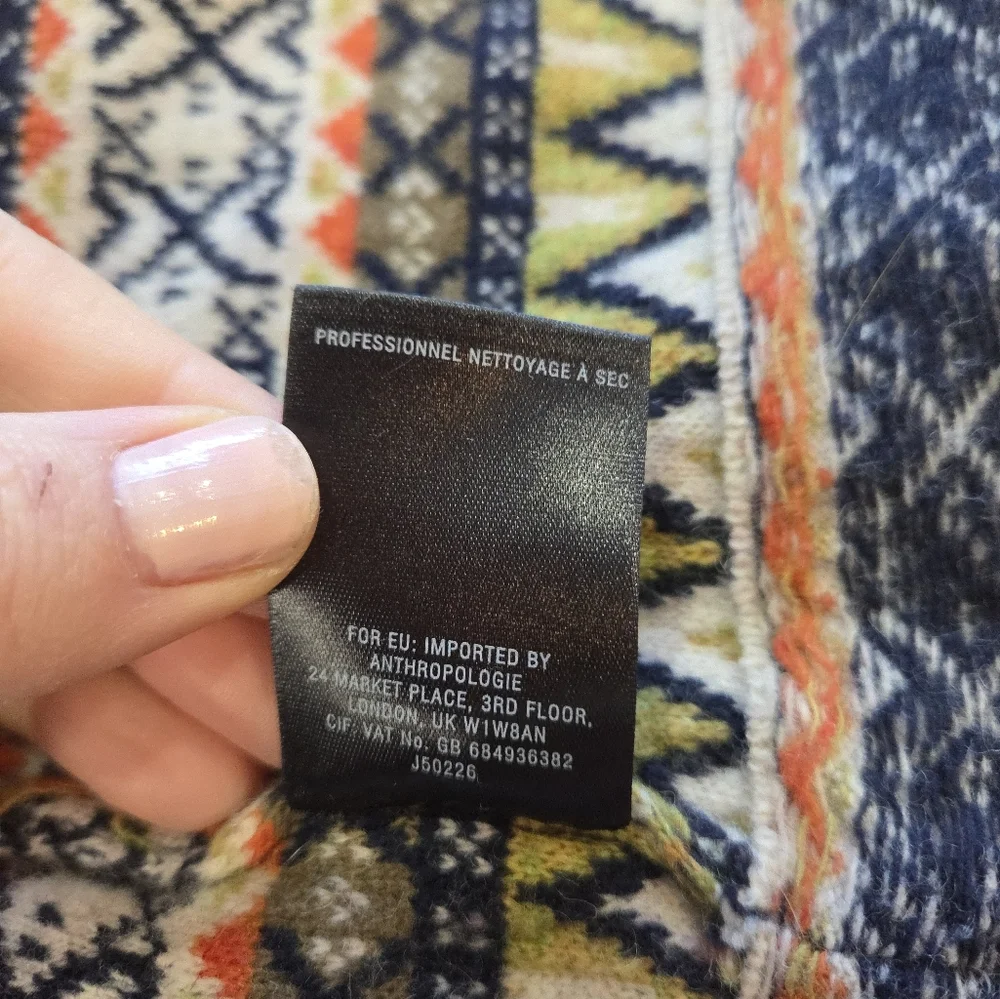 PROFESSIONNEL NETTOYAGE À SEC
FOR EU: IMPORTED BY
ANTHROPOLOGIE
24 MARKET PLACE, 3RD FLOOR,
LONDON, UK W1W8AN
CIF. VAT No. GB 684936382
J50226